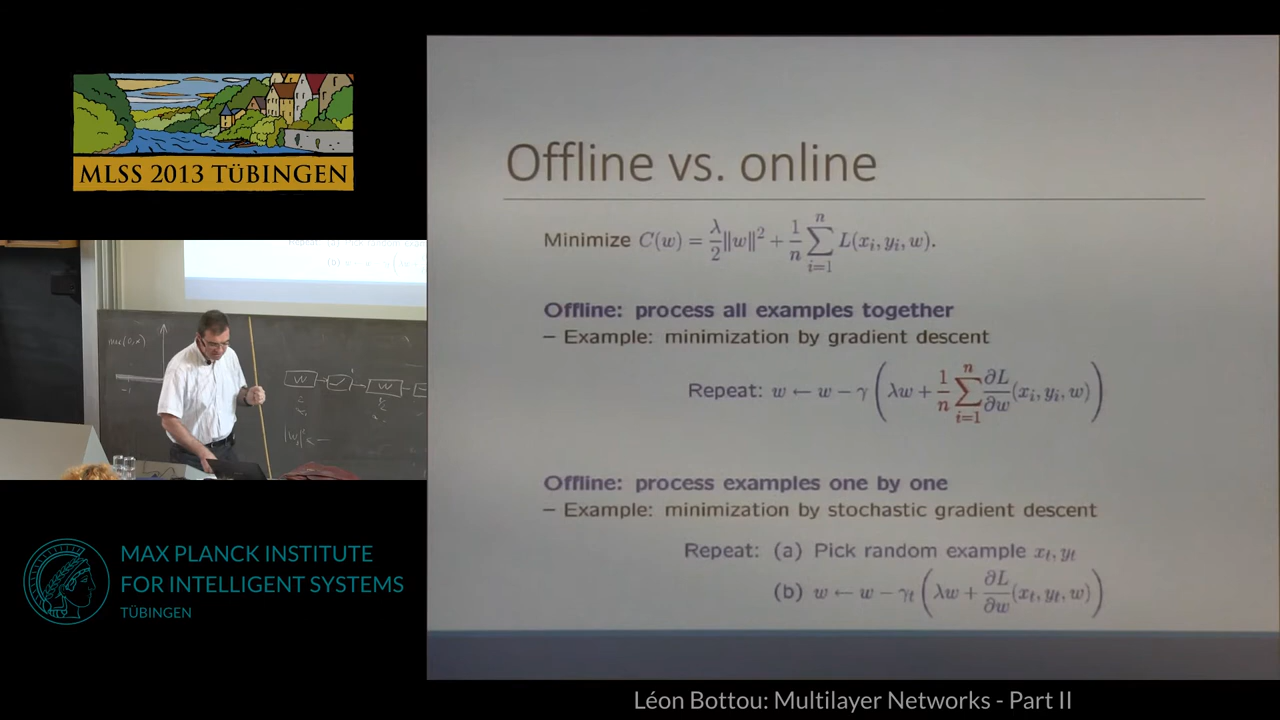 MLSS 2013 TÜBINGEN
Offline vs. online
Minimize C(w) = λ/2 ‖w‖² + 1/n ∑_{i=1}^{n} L(x_i, y_i, w).
Offline: process all examples together
– Example: minimization by gradient descent
Repeat: w ← w − γ (λw + 1/n ∑_{i=1}^{n} ∂L/∂w (x_i, y_i, w))
Offline: process examples one by one
– Example: minimization by stochastic gradient descent
Repeat: (a) Pick random example x_t, y_t
(b) w ← w − γ_t (λw + ∂L/∂w (x_t, y_t, w))
MAX PLANCK INSTITUTE
FOR INTELLIGENT SYSTEMS
TÜBINGEN
Léon Bottou: Multilayer Networks - Part II